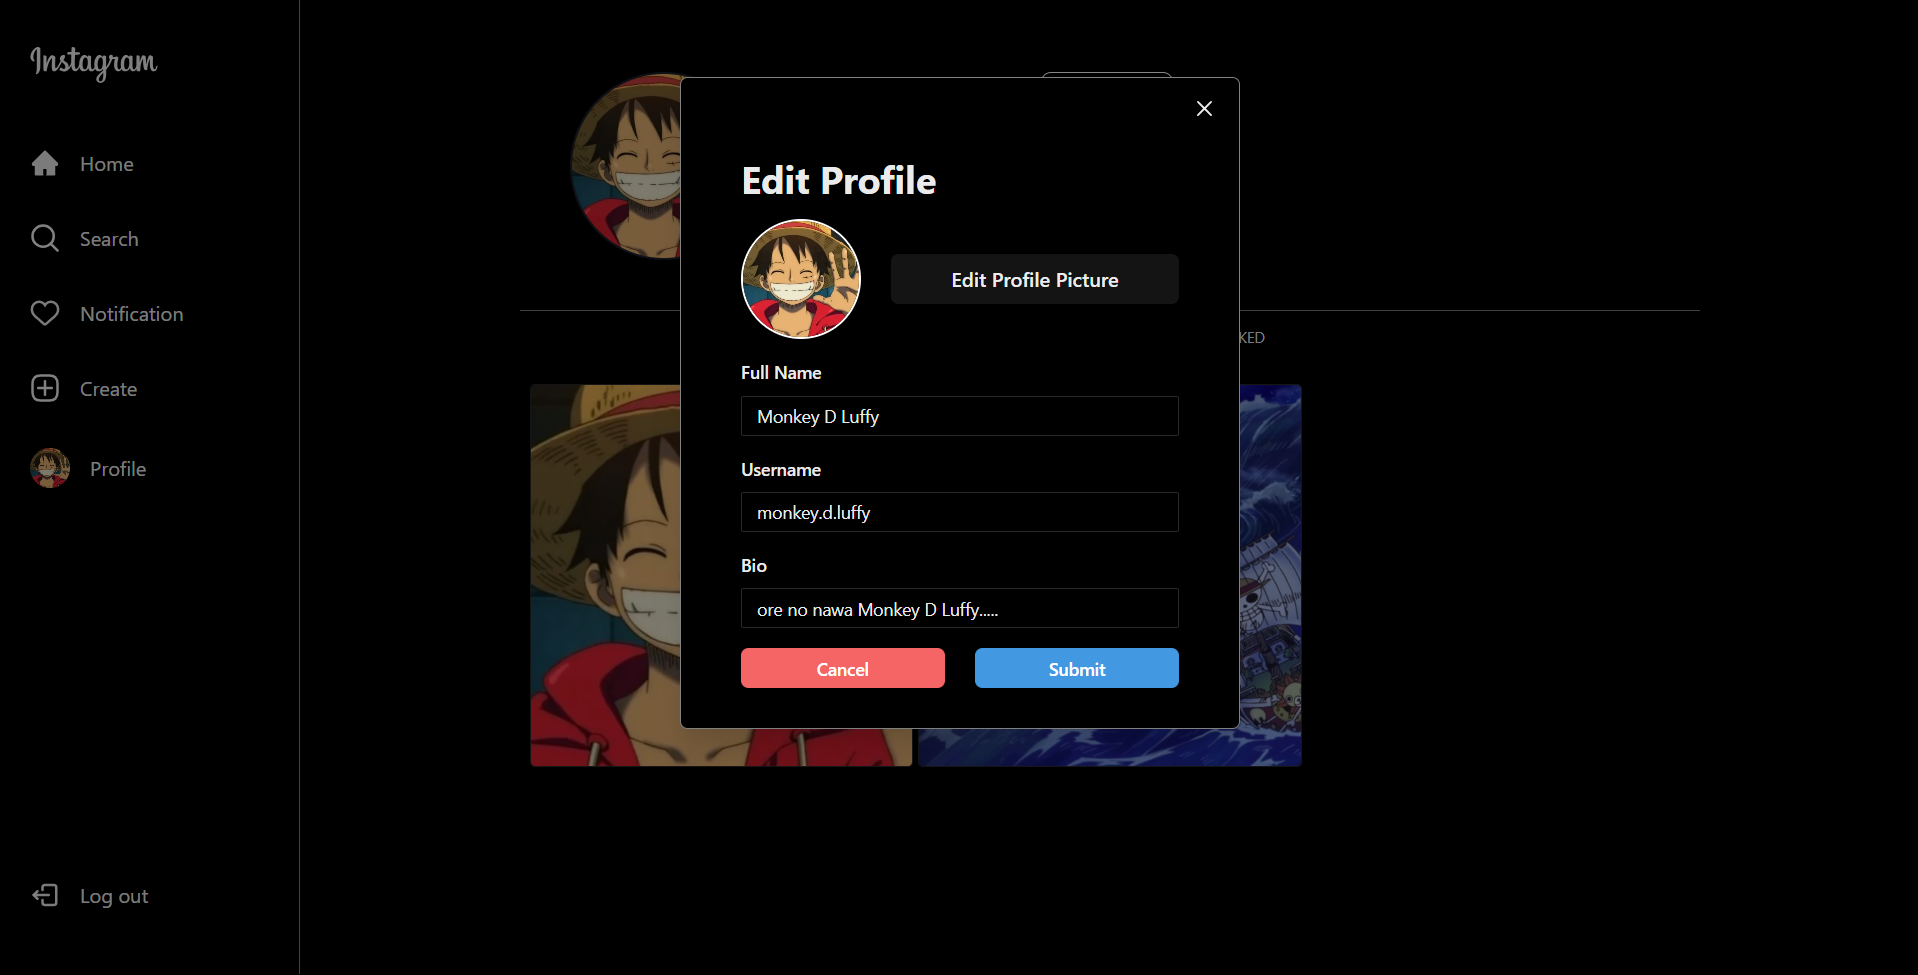 Instagram
Home
Search
Notification
Create
Profile
Log out
Edit Profile
Edit Profile Picture
Full Name
Monkey D Luffy
Username
monkey.d.luffy
Bio
ore no nawa Monkey D Luffy.....
Cancel
Submit